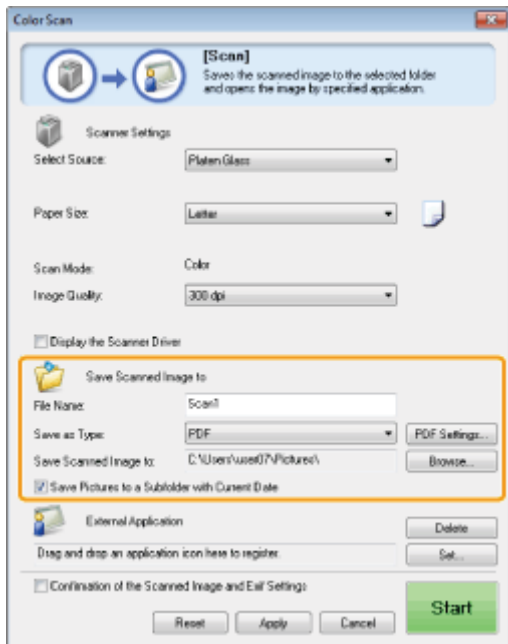 Color Scan
[Scan]
Saves the scanned image to the selected folder
and opens the image by specified application.
Scanner Settings
Select Source: Platen Glass
Paper Size: Letter
Scan Mode: Color
Image Quality: 300 dpi
Display the Scanner Driver
Save Scanned Image to
File Name: Scan1
Save as Type: PDF PDF Settings...
Save Scanned Image to: C:\Users\user07\Pictures\ Browse...
Save Pictures to a Subfolder with Current Date
External Application Delete
Drag and drop an application icon here to register. Set...
Confirmation of the Scanned Image and Exif Settings
Start
Reset Apply Cancel